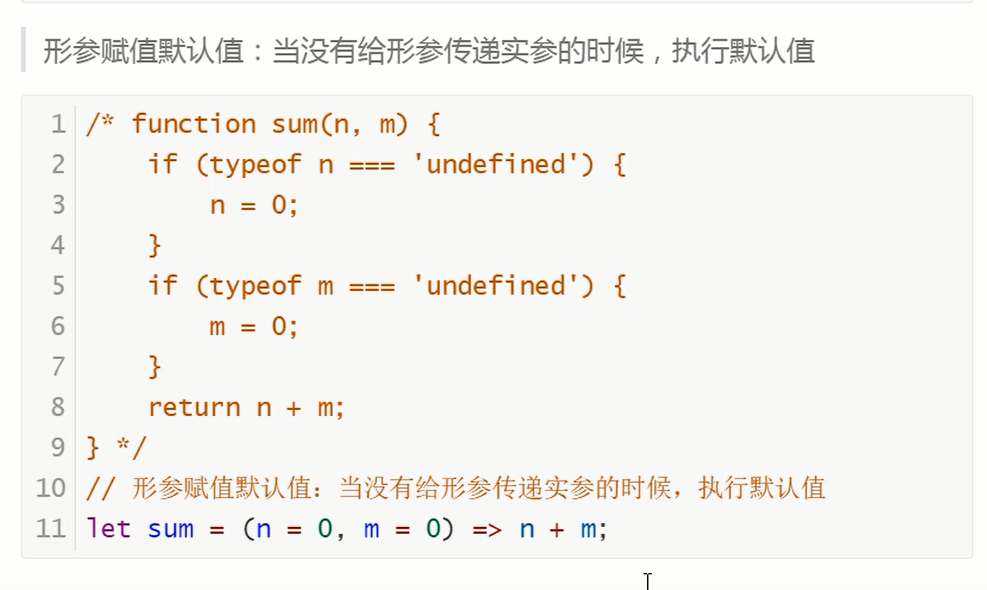 形参赋值默认值：当没有给形参传递实参的时候，执行默认值
1 /* function sum(n, m) {
2     if (typeof n === 'undefined') {
3         n = 0;
4     }
5     if (typeof m === 'undefined') {
6         m = 0;
7     }
8     return n + m;
9 } */
10 // 形参赋值默认值：当没有给形参传递实参的时候，执行默认值
11 let sum = (n = 0, m = 0) => n + m;